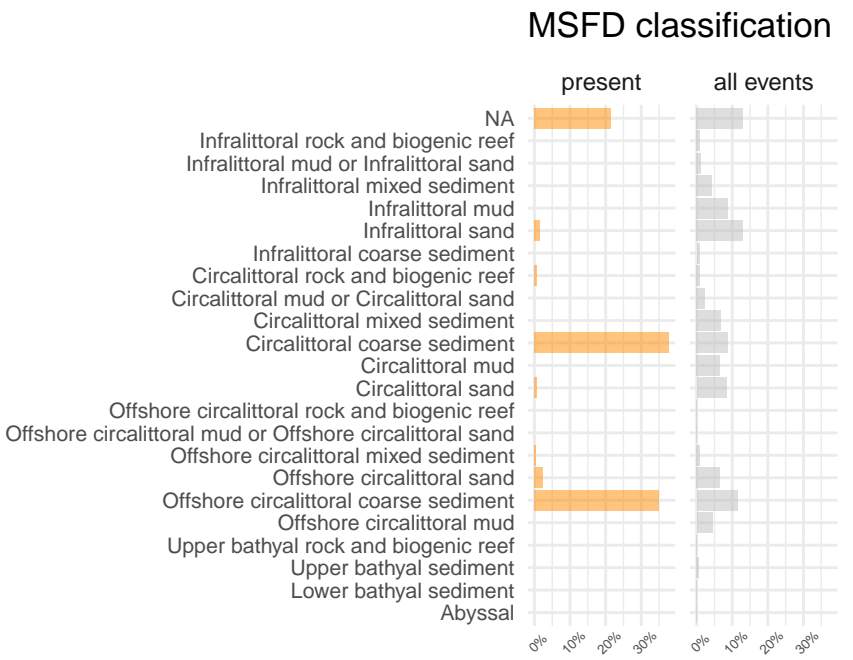 MSFD classification
present
all events
NA
Infralittoral rock and biogenic reef
Infralittoral mud or Infralittoral sand
Infralittoral mixed sediment
Infralittoral mud
Infralittoral sand
Infralittoral coarse sediment
Circalittoral rock and biogenic reef
Circalittoral mud or Circalittoral sand
Circalittoral mixed sediment
Circalittoral coarse sediment
Circalittoral mud
Circalittoral sand
Offshore circalittoral rock and biogenic reef
Offshore circalittoral mud or Offshore circalittoral sand
Offshore circalittoral mixed sediment
Offshore circalittoral sand
Offshore circalittoral coarse sediment
Offshore circalittoral mud
Upper bathyal rock and biogenic reef
Upper bathyal sediment
Lower bathyal sediment
Abyssal
0% 10% 20% 30%
0% 10% 20% 30%